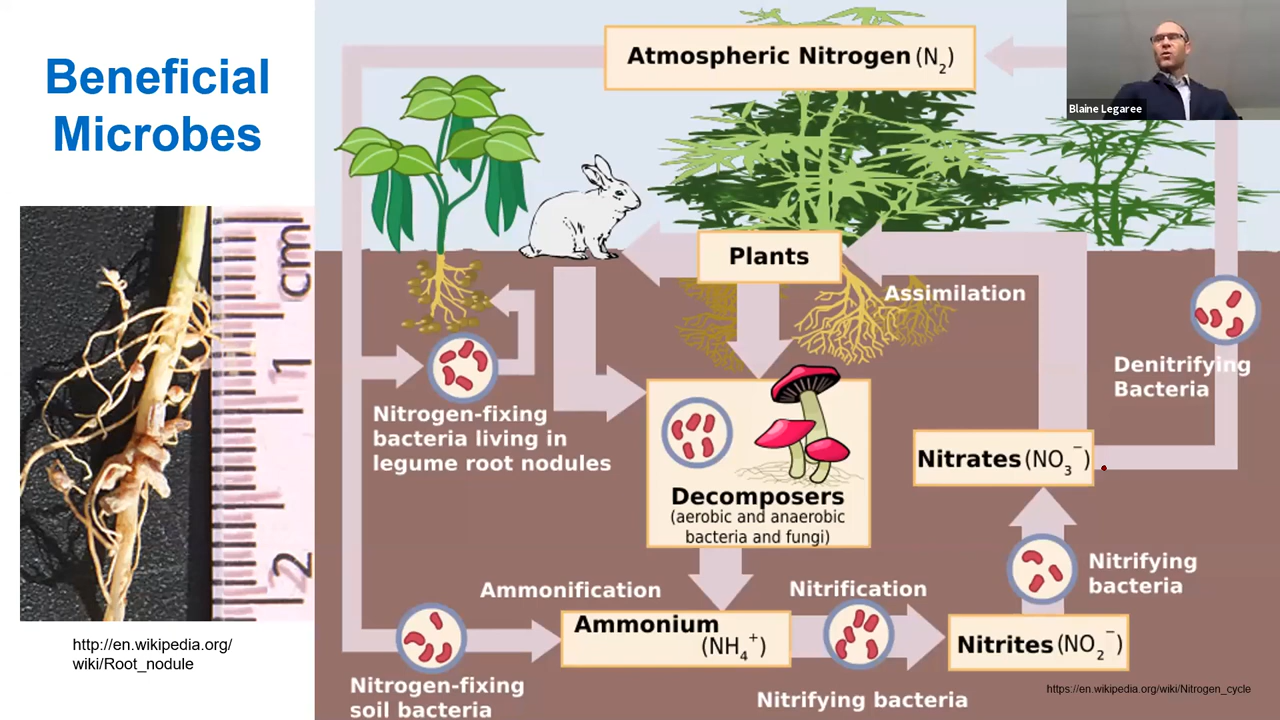 Beneficial
Microbes
cm
1
2
http://en.wikipedia.org/
wiki/Root_nodule
Atmospheric Nitrogen (N₂)
Blaine Legaree
Plants
Assimilation
Denitrifying
Bacteria
Nitrogen-fixing
bacteria living in
legume root nodules
Nitrates (NO₃⁻)
Decomposers
(aerobic and anaerobic
bacteria and fungi)
Nitrifying
bacteria
Ammonification
Nitrification
Ammonium
(NH₄⁺)
Nitrites (NO₂⁻)
Nitrogen-fixing
soil bacteria
Nitrifying bacteria
https://en.wikipedia.org/wiki/Nitrogen_cycle